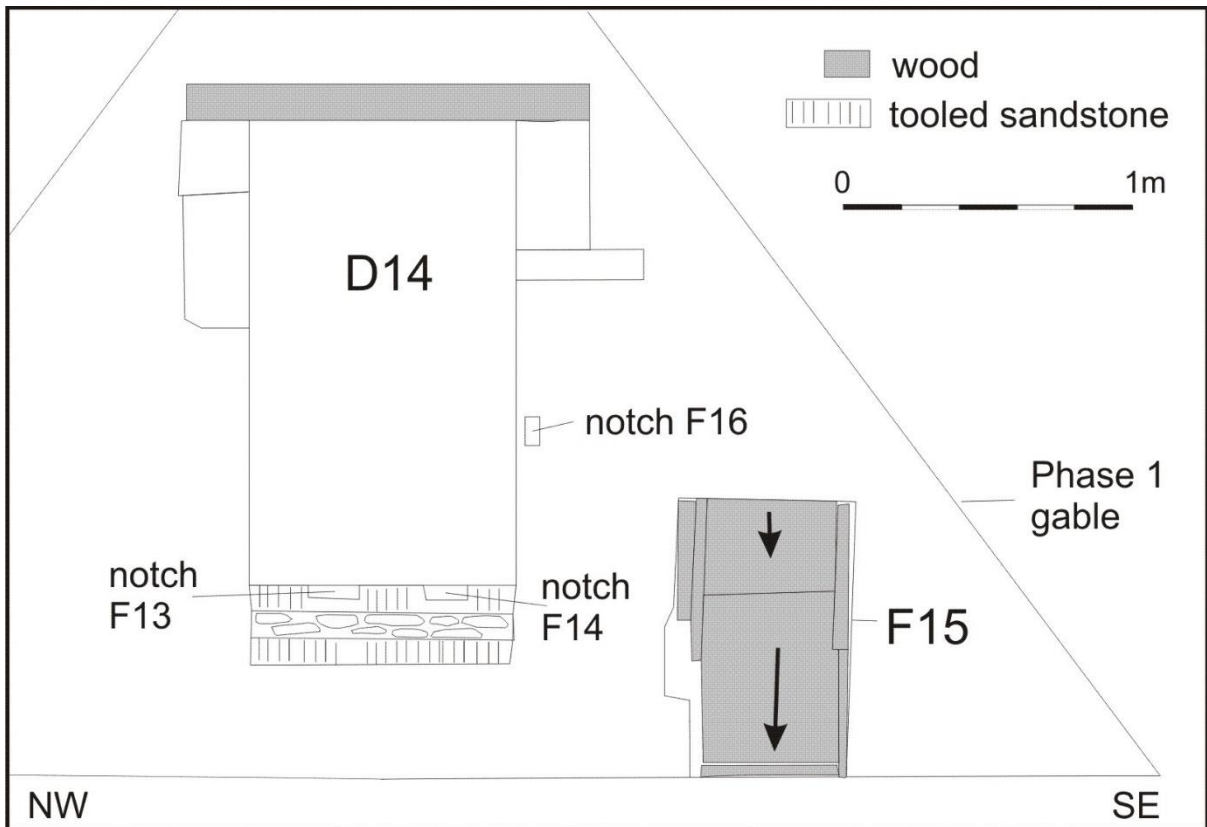 wood
tooled sandstone
0 1m
D14
notch F16
Phase 1
gable
notch
F13
notch
F14
F15
NW SE